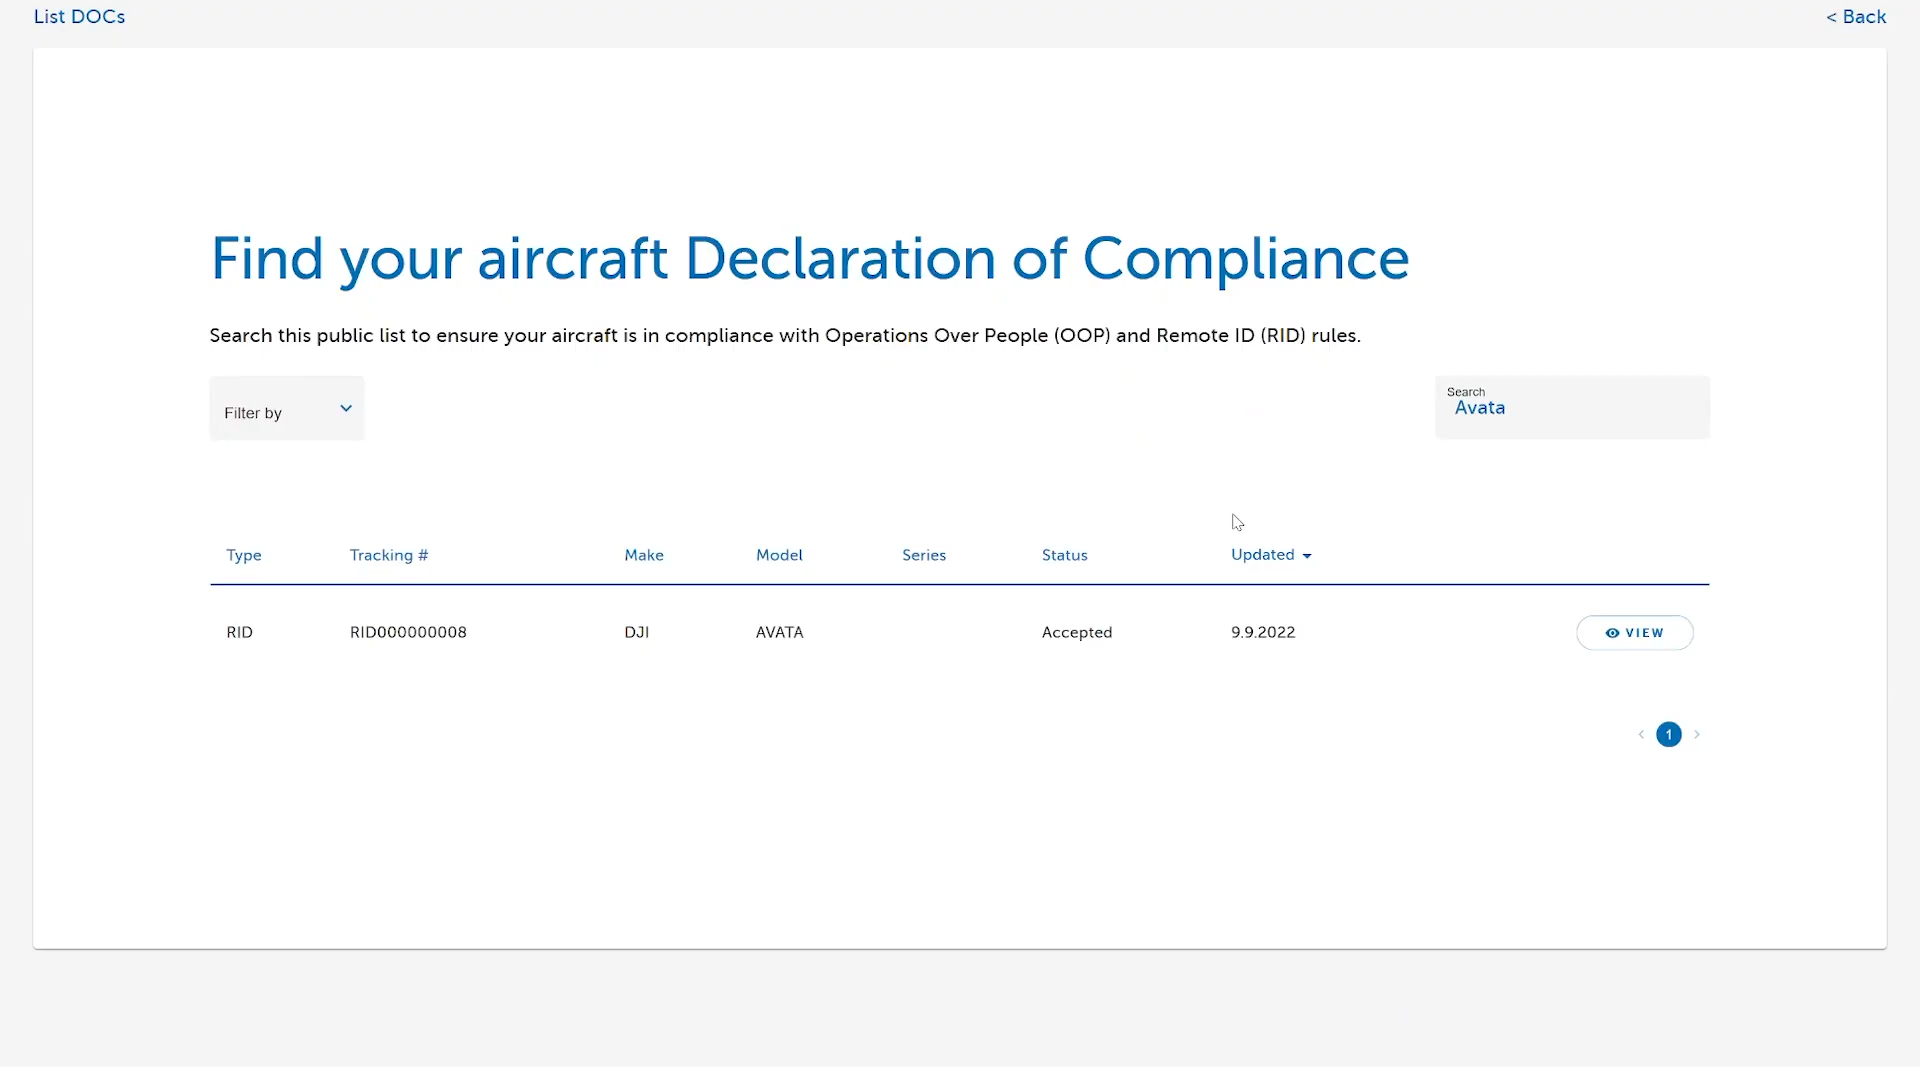 List DOCs
< Back
Find your aircraft Declaration of Compliance
Search this public list to ensure your aircraft is in compliance with Operations Over People (OOP) and Remote ID (RID) rules.
Filter by
Search
Avata
Type Tracking # Make Model Series Status Updated
RID RID000000008 DJI AVATA Accepted 9.9.2022 VIEW
< 1 >